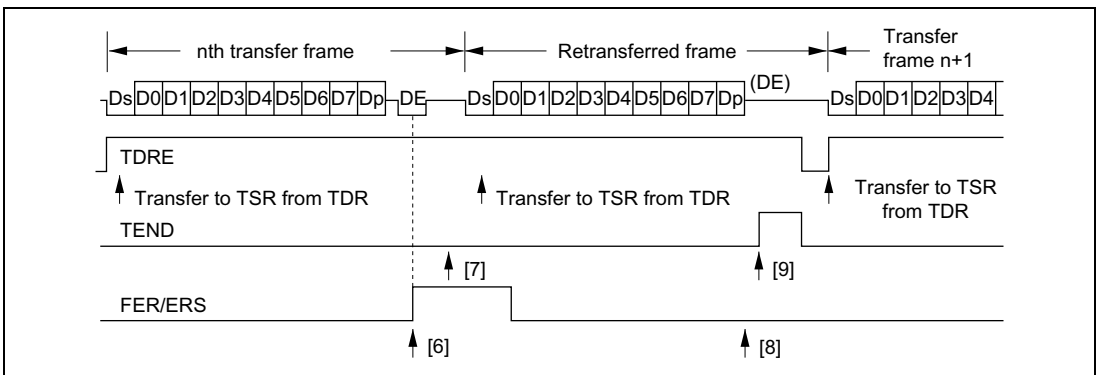 nth transfer frame
Retransferred frame
Transfer
frame n+1
Ds D0 D1 D2 D3 D4 D5 D6 D7 Dp DE
Ds D0 D1 D2 D3 D4 D5 D6 D7 Dp
(DE)
Ds D0 D1 D2 D3 D4
TDRE
Transfer to TSR from TDR
Transfer to TSR from TDR
Transfer to TSR
from TDR
TEND
[7]
[9]
FER/ERS
[6]
[8]